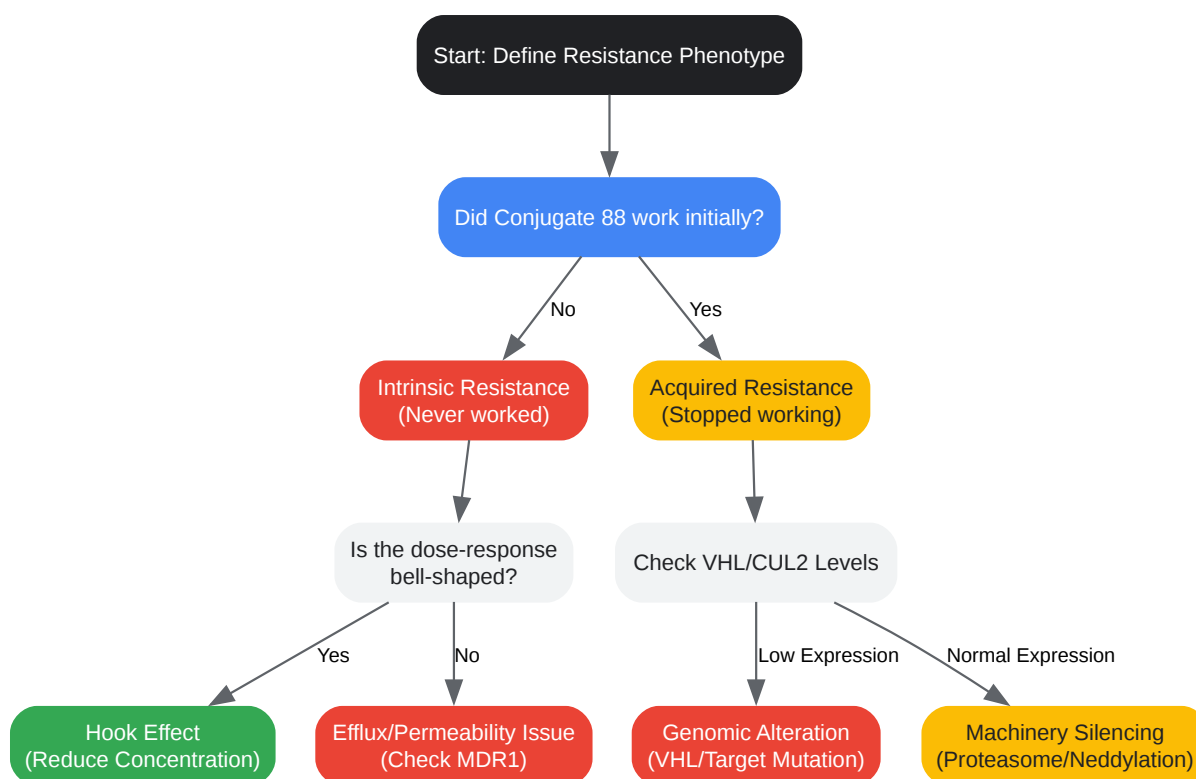 Start: Define Resistance Phenotype
Did Conjugate 88 work initially?
No
Yes
Intrinsic Resistance
(Never worked)
Acquired Resistance
(Stopped working)
Is the dose-response
bell-shaped?
Check VHL/CUL2 Levels
Yes
No
Low Expression
Normal Expression
Hook Effect
(Reduce Concentration)
Efflux/Permeability Issue
(Check MDR1)
Genomic Alteration
(VHL/Target Mutation)
Machinery Silencing
(Proteasome/Neddylation)